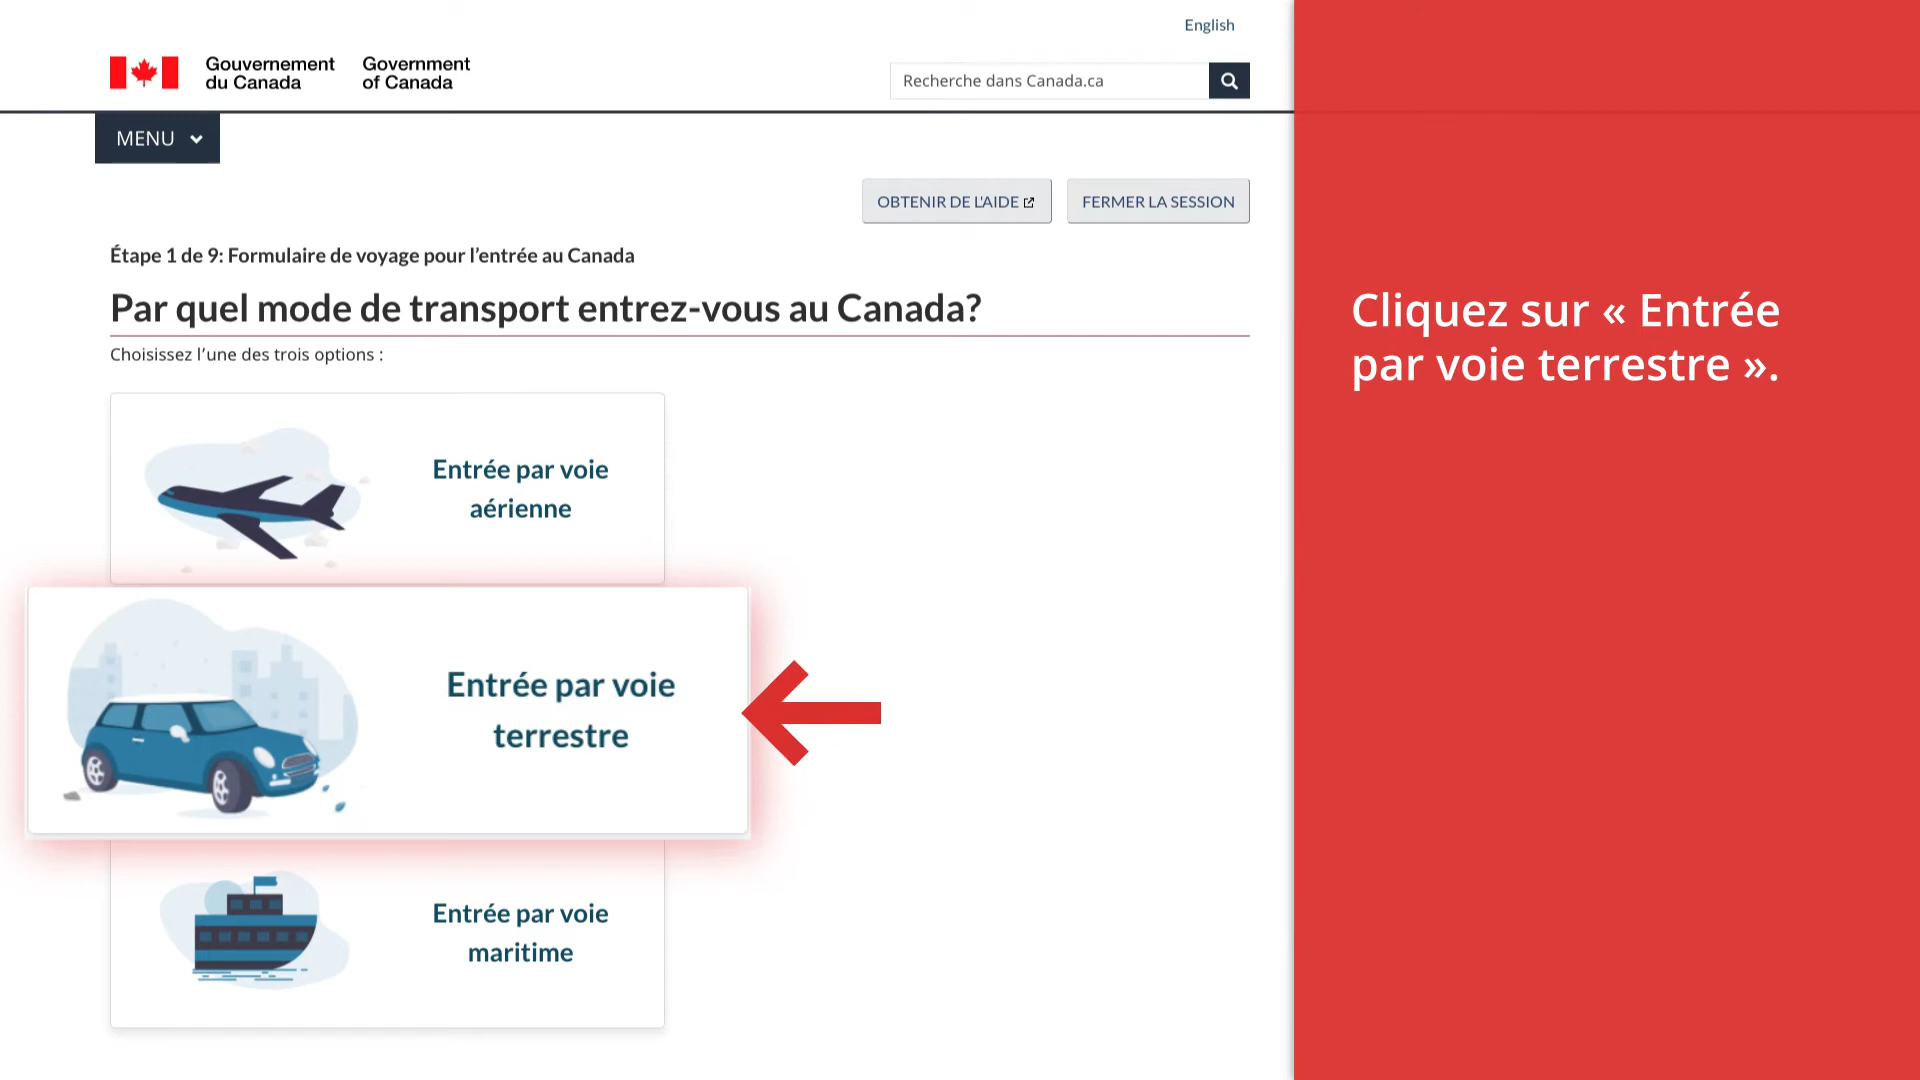 English
Gouvernement
du Canada
Government
of Canada
Recherche dans Canada.ca
MENU
OBTENIR DE L'AIDE
FERMER LA SESSION
Étape 1 de 9: Formulaire de voyage pour l’entrée au Canada
Par quel mode de transport entrez-vous au Canada?
Choisissez l’une des trois options :
Entrée par voie
aérienne
Entrée par voie
terrestre
Entrée par voie
maritime
Cliquez sur « Entrée
par voie terrestre ».